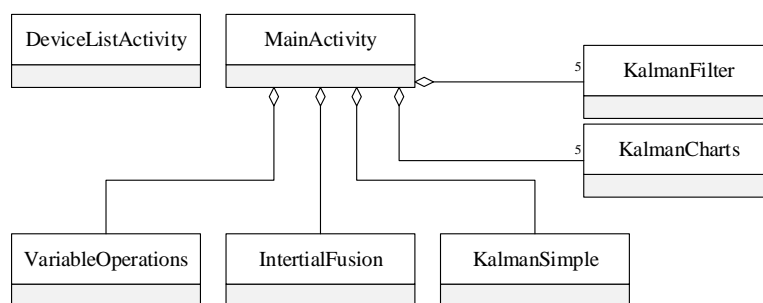 DeviceListActivity
MainActivity
5
KalmanFilter
5
KalmanCharts
VariableOperations
IntertialFusion
KalmanSimple